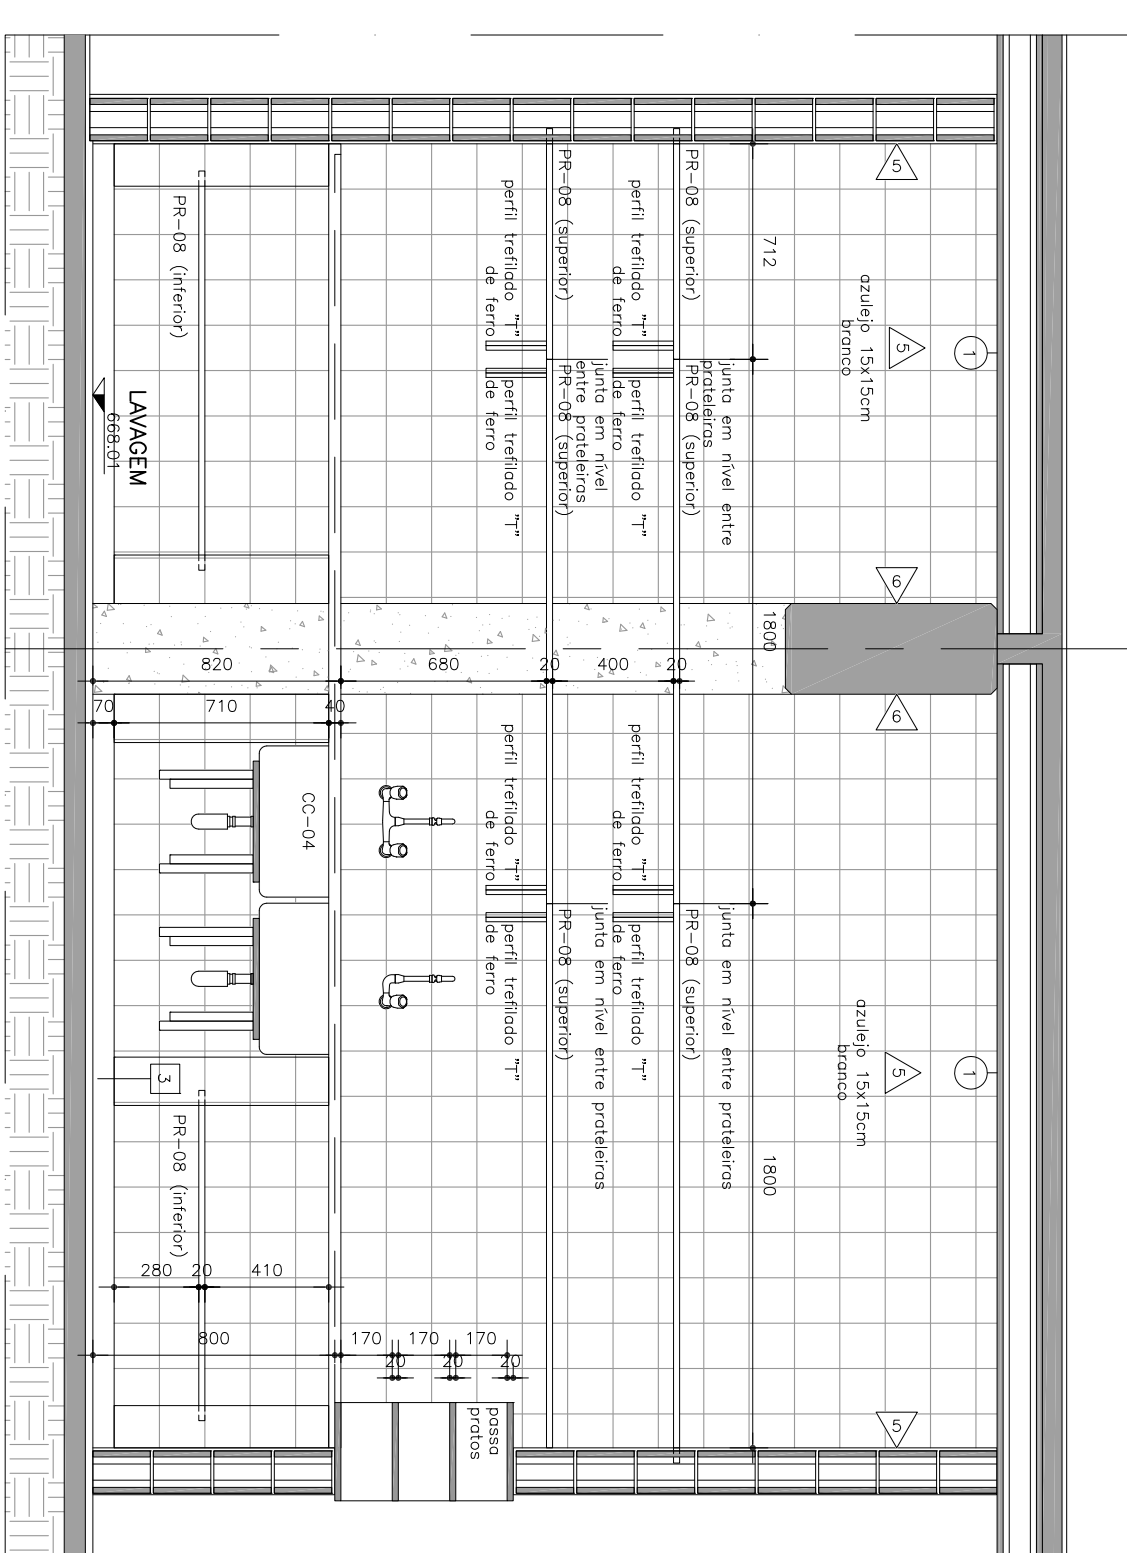 5
5
712
1800
1800
azulejo 15x15cm
branco
5
1
azulejo 15x15cm
branco
5
1
6
6
PR-08 (superior)
junta em nível entre
prateleiras
PR-08 (superior)
junta em nível entre prateleiras
PR-08 (superior)
perfil trefilado "T"
de ferro
perfil trefilado "T"
de ferro
perfil trefilado "T"
de ferro
perfil trefilado "T"
de ferro
PR-08 (superior)
junta em nível
entre prateleiras
PR-08 (superior)
junta em nível entre prateleiras
PR-08 (superior)
perfil trefilado "T"
de ferro
perfil trefilado "T"
de ferro
perfil trefilado "T"
de ferro
perfil trefilado "T"
de ferro
820
680
20
400
20
70
710
40
CC-04
passa
pratos
PR-08 (inferior)
LAVAGEM
668.01
3
PR-08 (inferior)
280
20
410
800
170
170
170
20
20
20